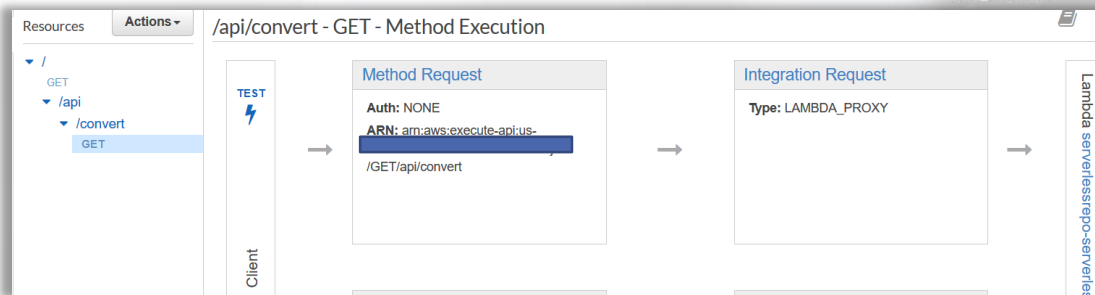 Resources
Actions
/api/convert - GET - Method Execution
/
GET
/api
/convert
GET
TEST
Client
Method Request
Auth: NONE
ARN: arn:aws:execute-api:us-
/GET/api/convert
Integration Request
Type: LAMBDA_PROXY
Lambda serverlessrepo-serverles